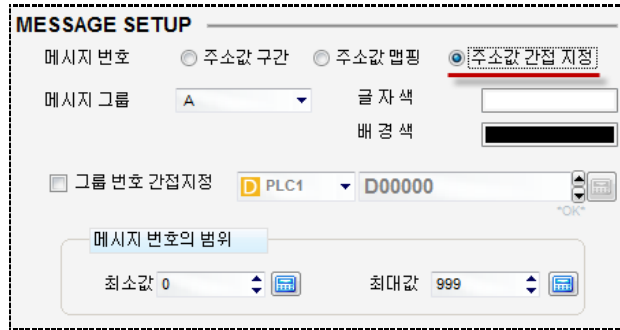 MESSAGE SETUP
메시지 번호 주소값 구간 주소값 맵핑 주소값 간접 지정
메시지 그룹 A 글 자 색
배 경 색
그룹 번호 간접지정 D PLC1 D00000
"OK"
메시지 번호의 범위
최소값 0 최대값 999